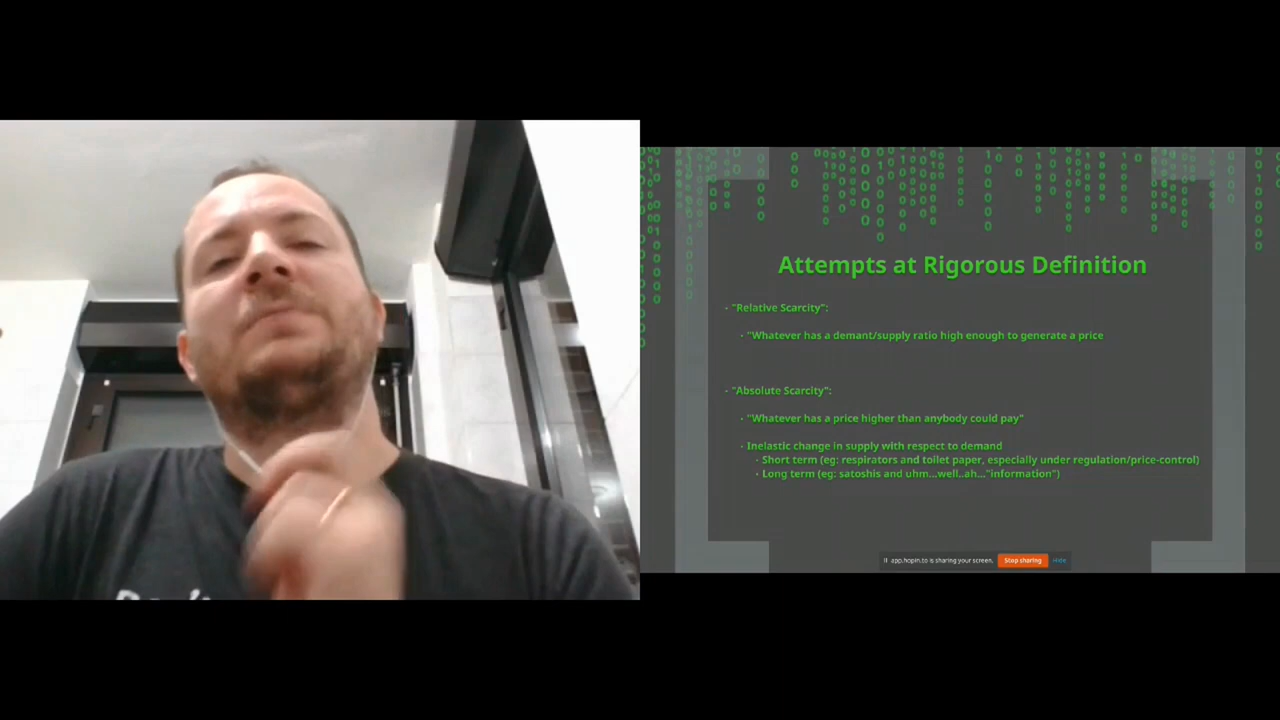 Attempts at Rigorous Definition
- "Relative Scarcity":
- "Whatever has a demant/supply ratio high enough to generate a price
- "Absolute Scarcity":
- "Whatever has a price higher than anybody could pay"
- Inelastic change in supply with respect to demand
- Short term (eg: respirators and toilet paper, especially under regulation/price-control)
- Long term (eg: satoshis and uhm...well..ah..."information")
app.hopin.to is sharing your screen. Stop sharing Hide